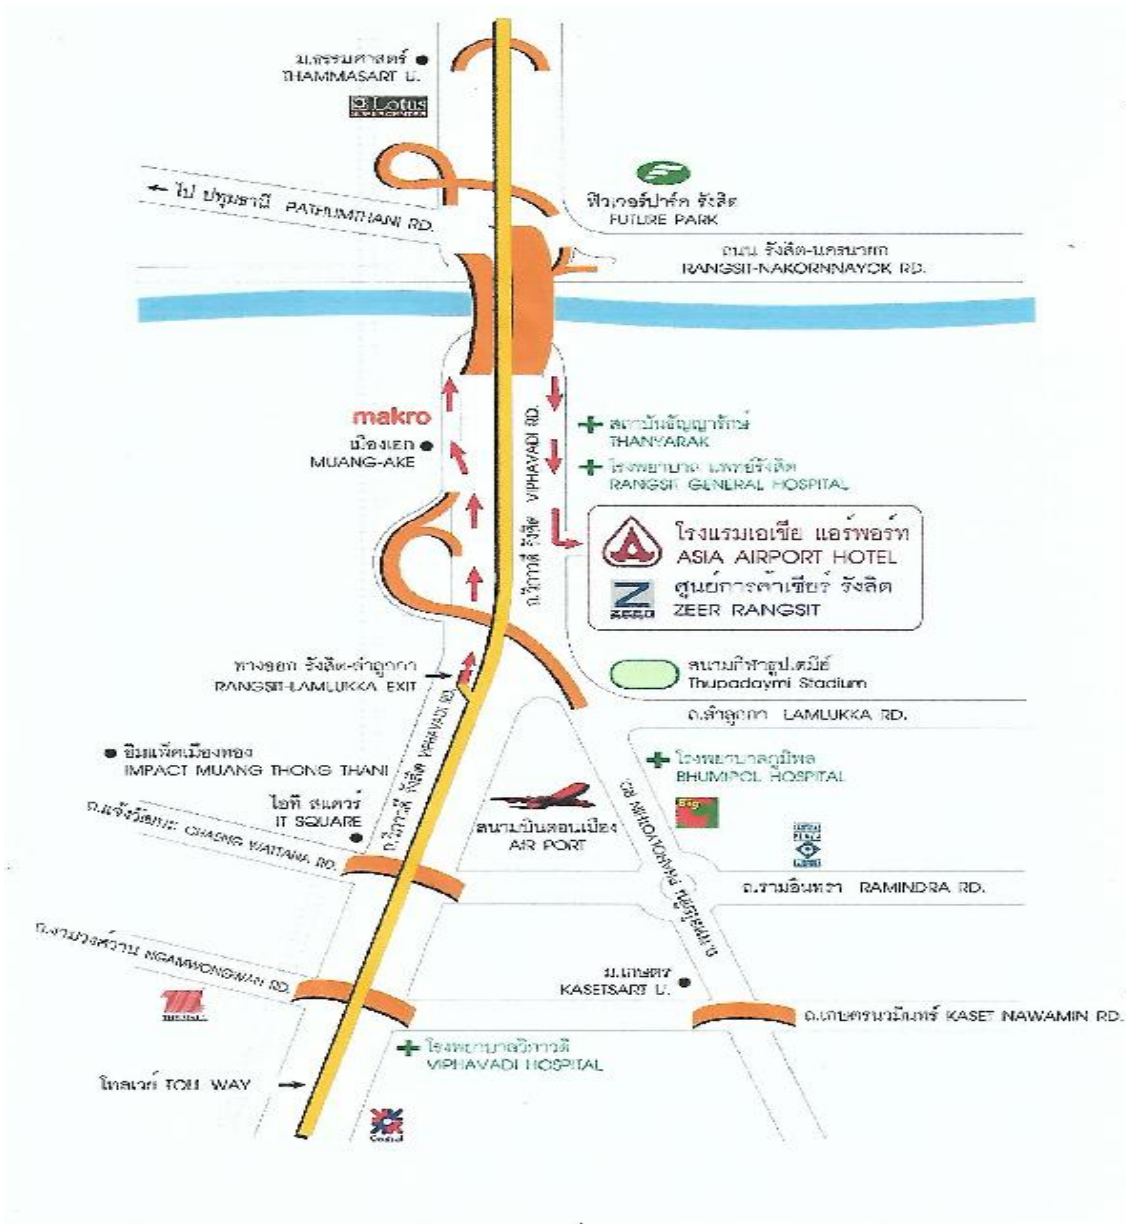 ม.ธรรมศาสตร์
THAMMASART U.
Lotus
← ไป ปทุมธานี PATHUMTHANI RD.
ฟิวเจอร์ปาร์ค รังสิต
FUTURE PARK
ถนน รังสิต-นครนายก
RANGSIT-NAKORNNAYOK RD.
makro
เมืองเอก
MUANG-AKE
ถ.วิภาวดี รังสิต VIPHAVADI RD.
สถาบันธัญญารักษ์
THANYARAK
โรงพยาบาล แพทย์รังสิต
RANGSIT GENERAL HOSPITAL
โรงแรมเอเชีย แอร์พอร์ท
ASIA AIRPORT HOTEL
ศูนย์การค้าเซียร์ รังสิต
ZEER RANGSIT
ZEER
ทางออก รังสิต-ลำลูกกา
RANGSIT-LAMLUKKA EXIT
สนามกีฬาธูปะเตมีย์
Thupadaymi Stadium
ถ.ลำลูกกา LAMLUKKA RD.
ถ.วิภาวดี รังสิต VIPHAVADI RD.
อิมแพ็คเมืองทอง
IMPACT MUANG THONG THANI
ไอที สแควร์
IT SQUARE
โรงพยาบาลภูมิพล
BHUMIPOL HOSPITAL
Big
สนามบินดอนเมือง
AIR PORT
ถ.พหลโยธิน PHAHOLYOTHIN RD.
ถ.แจ้งวัฒนะ CHAENG WATTANA RD.
ถ.รามอินทรา RAMINDRA RD.
ถ.งามวงศ์วาน NGAMWONGWAN RD.
ม.เกษตร
KASETSART U.
ถ.เกษตรนวมินทร์ KASET NAWAMIN RD.
โรงพยาบาลวิภาวดี
VIPHAVADI HOSPITAL
โทลเวย์ TOLL WAY
Central